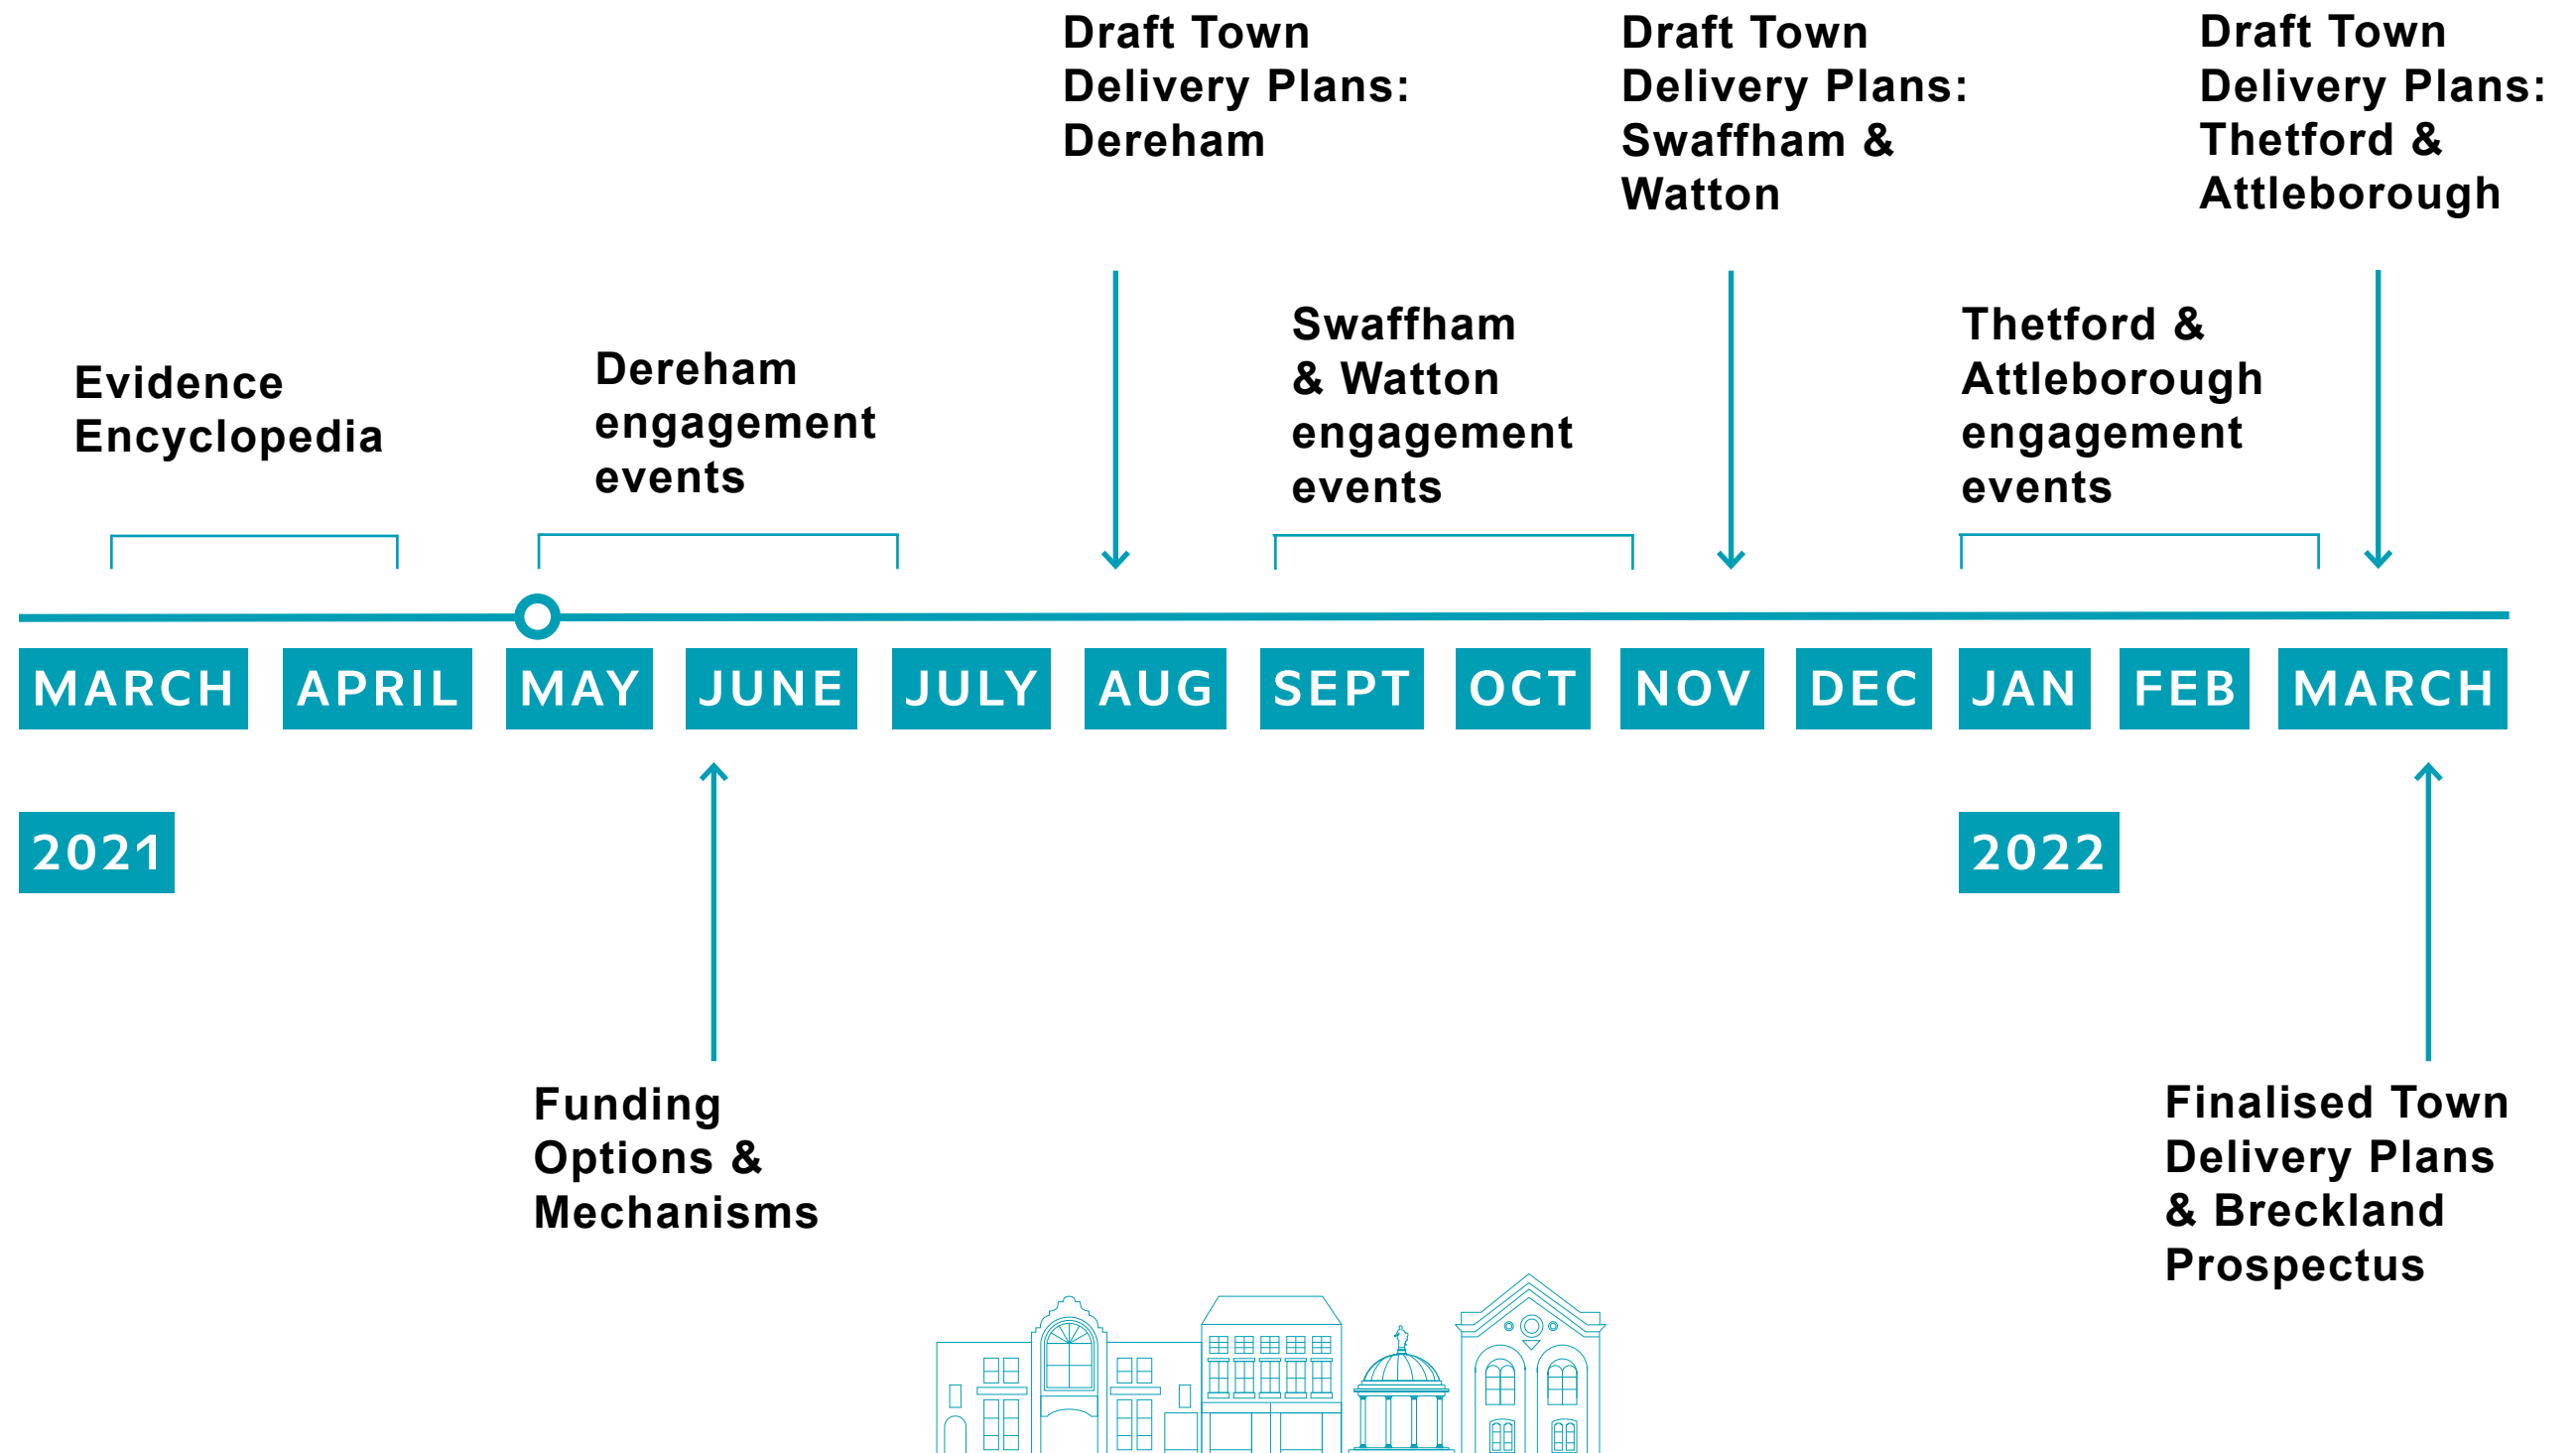 Draft Town
Delivery Plans:
Dereham
Draft Town
Delivery Plans:
Swaffham &
Watton
Draft Town
Delivery Plans:
Thetford &
Attleborough
Evidence
Encyclopedia
Dereham
engagement
events
Swaffham
& Watton
engagement
events
Thetford &
Attleborough
engagement
events
MARCH
APRIL
MAY
JUNE
JULY
AUG
SEPT
OCT
NOV
DEC
JAN
FEB
MARCH
2021
2022
Funding
Options &
Mechanisms
Finalised Town
Delivery Plans
& Breckland
Prospectus